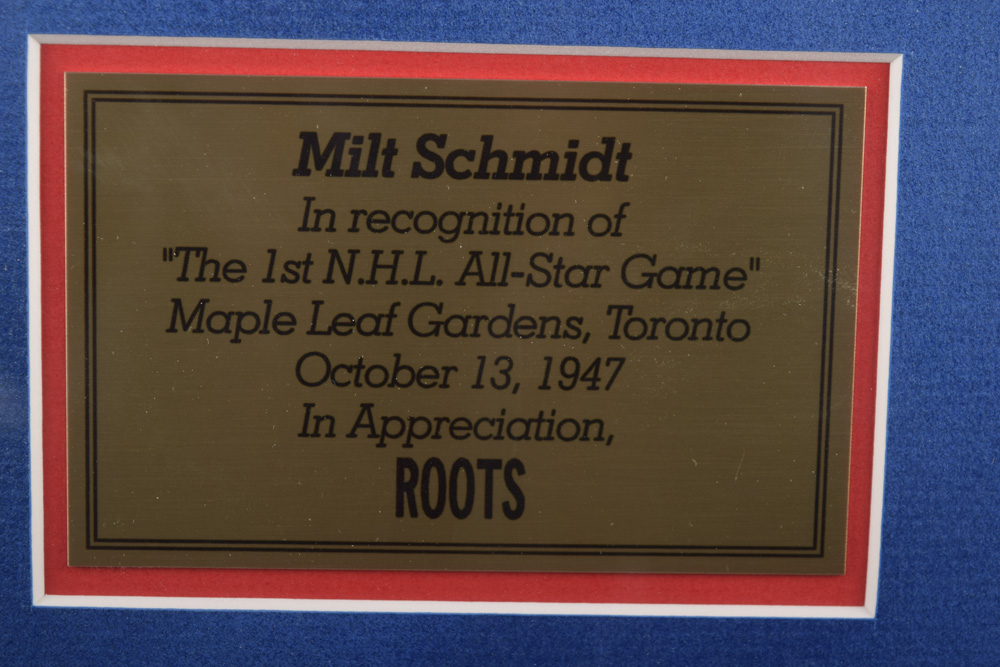 Milt Schmidt
In recognition of
"The 1st N.H.L. All-Star Game"
Maple Leaf Gardens, Toronto
October 13, 1947
In Appreciation,
ROOTS